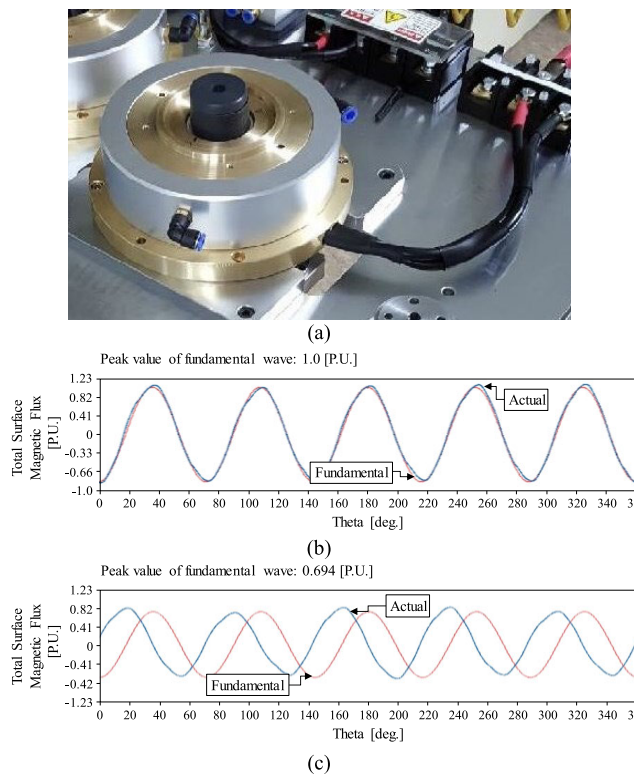 (a)
Peak value of fundamental wave: 1.0 [P.U.]
Total Surface
Magnetic Flux
[P.U.]
1.23
0.82
0.41
0
-0.33
-0.66
-1.0
Actual
Fundamental
0 20 40 60 80 100 120 140 160 180 200 220 240 260 280 300 320 340 36
Theta [deg.]
(b)
Peak value of fundamental wave: 0.694 [P.U.]
Total Surface
Magnetic Flux
[P.U.]
1.23
0.82
0.41
0
-0.41
-0.42
-1.23
Actual
Fundamental
0 20 40 60 80 100 120 140 160 180 200 220 240 260 280 300 320 340 36
Theta [deg.]
(c)